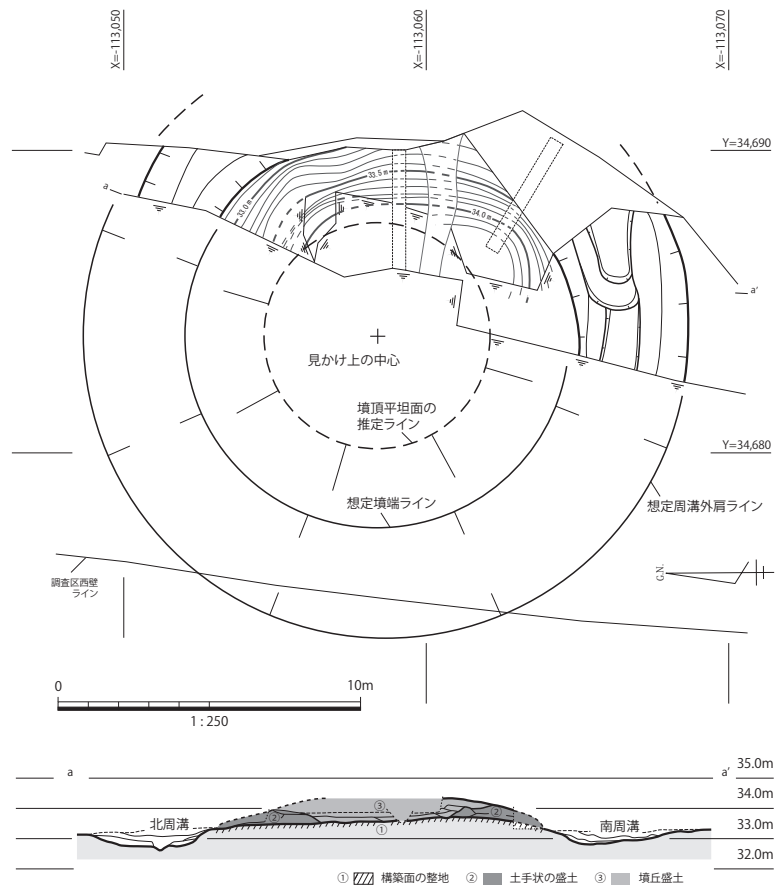 X=-113,050
X=-113,060
X=-113,070
Y=34,690
a
33.0 m
33.5 m
34.0 m
a'
見かけ上の中心
墳頂平坦面の
推定ライン
Y=34,680
想定墳端ライン
想定周溝外肩ライン
調査区西壁
ライン
G.N.
0 10m
1 : 250
a a' 35.0m
34.0m
北周溝 ② ③ ① ② 南周溝 33.0m
32.0m
① 構築面の整地 ② 土手状の盛土 ③ 墳丘盛土